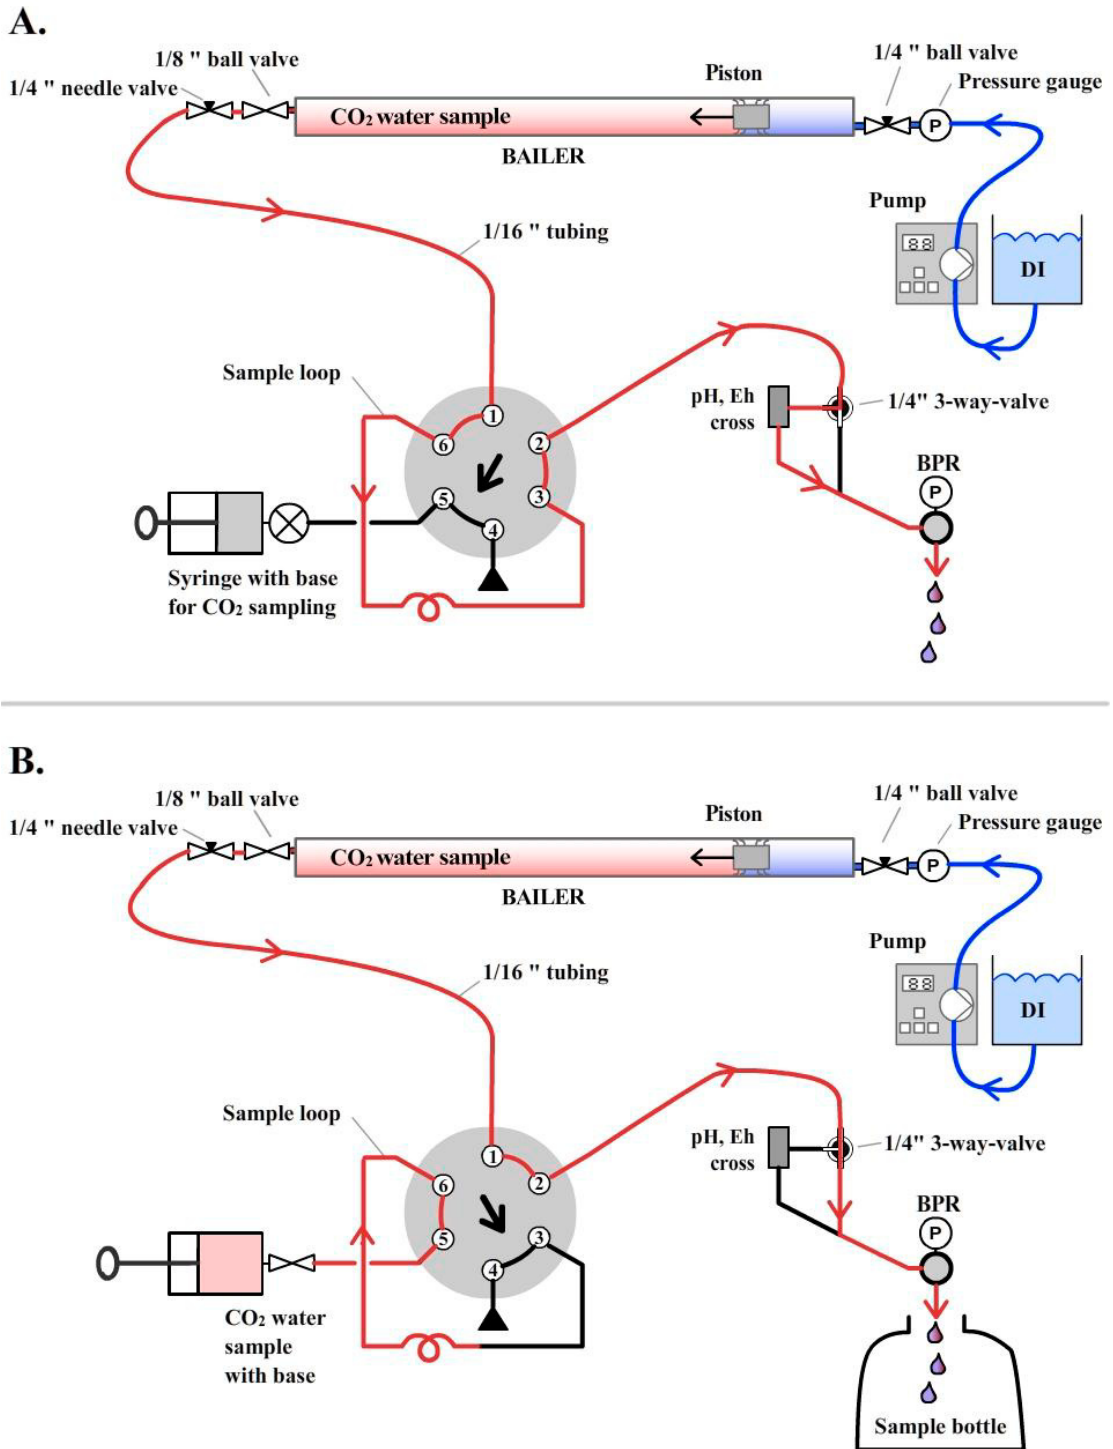 A.
1/8 " ball valve
1/4 " needle valve
Piston
1/4 " ball valve
Pressure gauge
CO₂ water sample
P
BAILER
Pump
88
DI
1/16 " tubing
Sample loop
pH, Eh
cross
1/4" 3-way-valve
1
2
6
5
3
4
BPR
P
Syringe with base
for CO₂ sampling
B.
1/8 " ball valve
1/4 " needle valve
Piston
1/4 " ball valve
Pressure gauge
CO₂ water sample
P
BAILER
Pump
88
DI
1/16 " tubing
Sample loop
pH, Eh
cross
1/4" 3-way-valve
1
2
6
5
3
4
BPR
P
CO₂ water
sample
with base
Sample bottle